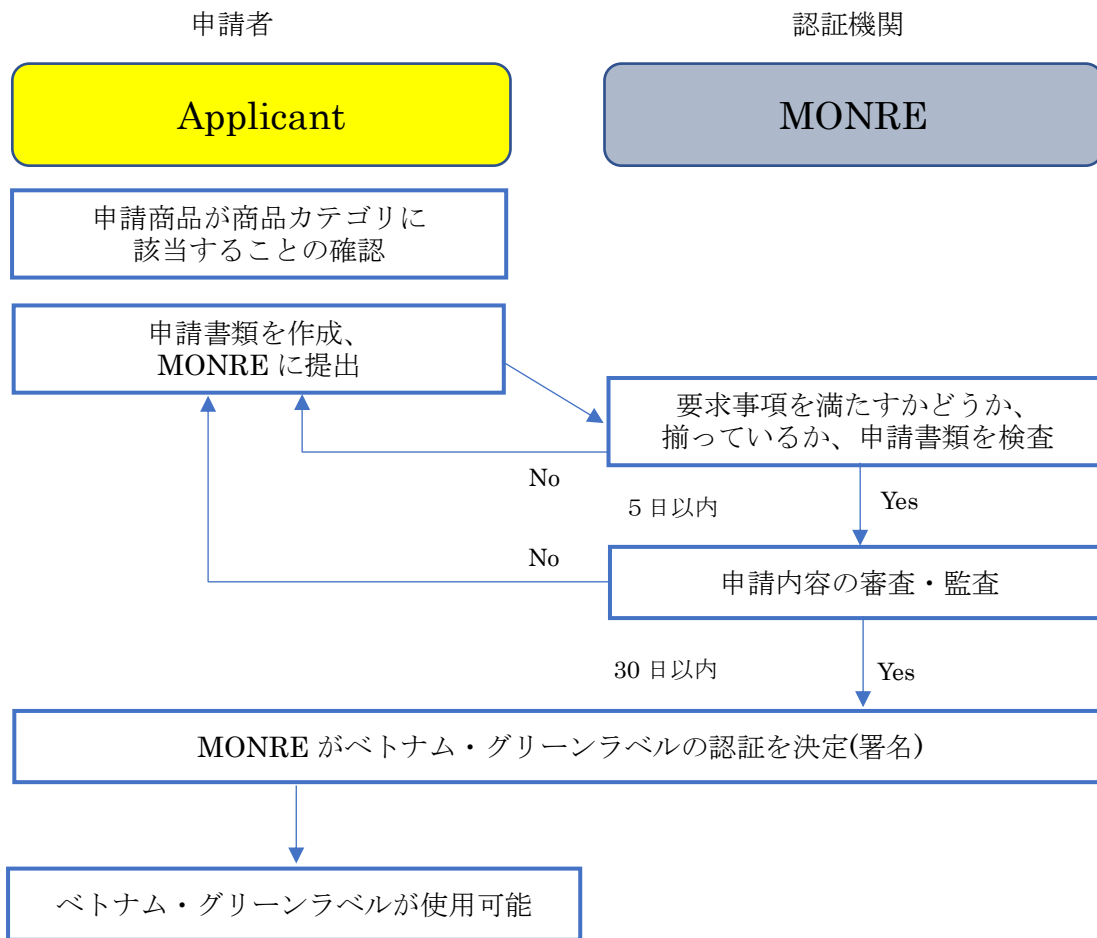 申請者
認証機関
Applicant
MONRE
申請商品が商品カテゴリに
該当することの確認
申請書類を作成、
MONRE に提出
要求事項を満たすかどうか、
揃っているか、申請書類を検査
No
５日以内
Yes
No
申請内容の審査・監査
30 日以内
Yes
MONRE がベトナム・グリーンラベルの認証を決定(署名)
ベトナム・グリーンラベルが使用可能